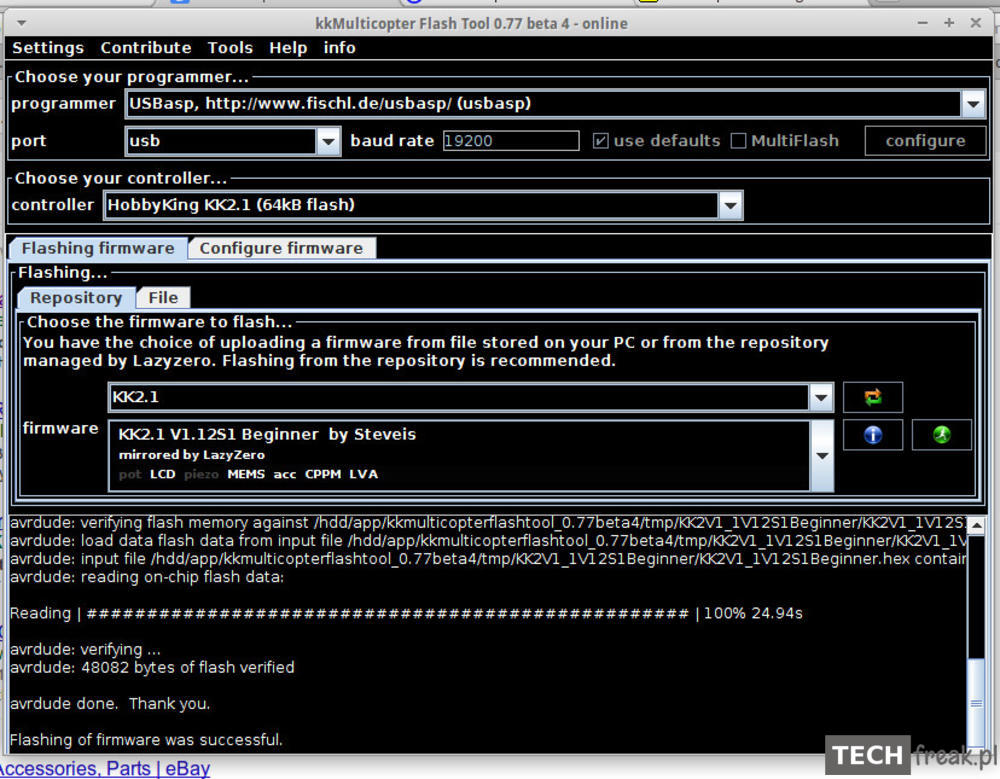 kkMulticopter Flash Tool 0.77 beta 4 - online
Settings Contribute Tools Help info
Choose your programmer...
programmer USBasp, http://www.fischl.de/usbasp/ (usbasp)
port usb baud rate 19200 use defaults MultiFlash configure
Choose your controller...
controller HobbyKing KK2.1 (64kB flash)
Flashing firmware Configure firmware
Flashing...
Repository File
Choose the firmware to flash...
You have the choice of uploading a firmware from file stored on your PC or from the repository
managed by Lazyzero. Flashing from the repository is recommended.
KK2.1
firmware
KK2.1 V1.12S1 Beginner by Steveis
mirrored by LazyZero
pot LCD piezo MEMS acc CPPM LVA
avrdude: verifying flash memory against /hdd/app/kkmulticopterflashtool_0.77beta4/tmp/KK2V1_1V12S1Beginner/KK2V1_1V12S1
avrdude: load data flash data from input file /hdd/app/kkmulticopterflashtool_0.77beta4/tmp/KK2V1_1V12S1Beginner/KK2V1_1V
avrdude: input file /hdd/app/kkmulticopterflashtool_0.77beta4/tmp/KK2V1_1V12S1Beginner/KK2V1_1V12S1Beginner.hex contain
avrdude: reading on-chip flash data:
Reading | ################################################## | 100% 24.94s
avrdude: verifying ...
avrdude: 48082 bytes of flash verified
avrdude done. Thank you.
Flashing of firmware was successful.
Accessories, Parts | eBay
TECHfreak.pl